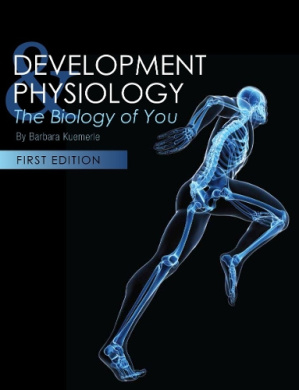 DEVELOPMENT
&
PHYSIOLOGY
The Biology of You
By Barbara Kuemerle
FIRST EDITION